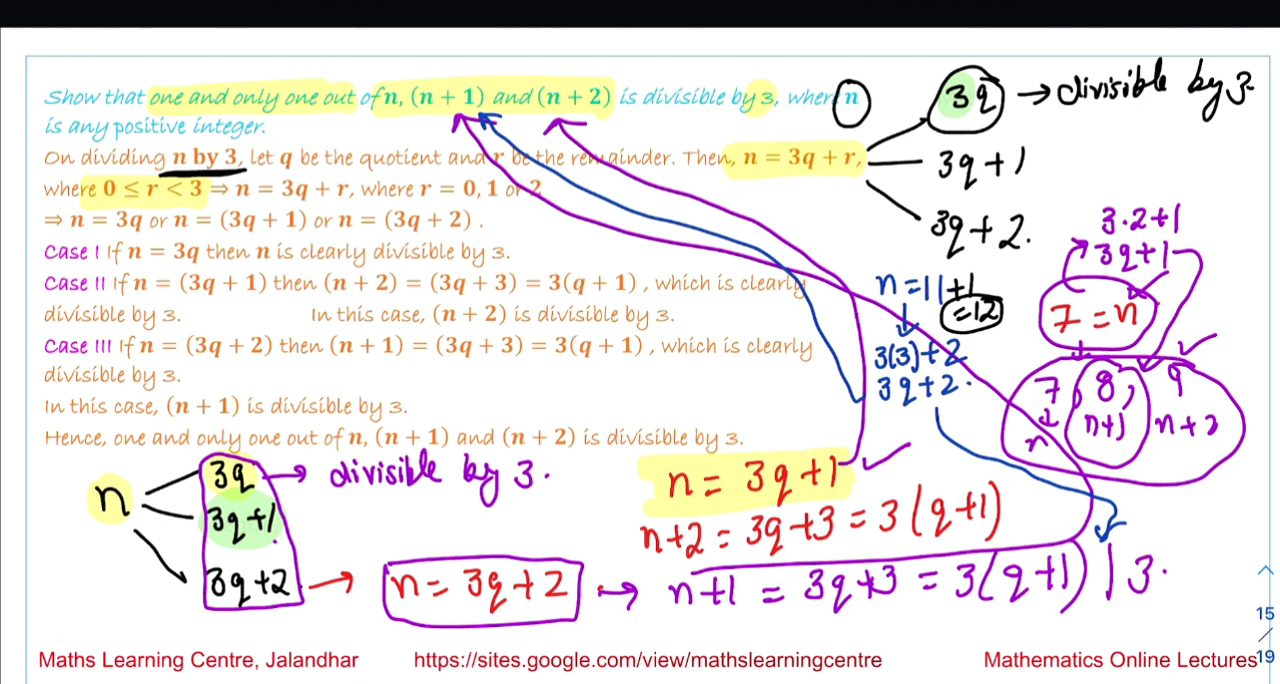 Show that one and only one out of n, (n + 1) and (n + 2) is divisible by 3, where n
is any positive integer.
On dividing n by 3, let q be the quotient and r be the remainder. Then, n = 3q + r,
where 0 ≤ r < 3 ⇒ n = 3q + r, where r = 0, 1 or 2
⇒ n = 3q or n = (3q + 1) or n = (3q + 2) .
Case I If n = 3q then n is clearly divisible by 3.
Case II If n = (3q + 1) then (n + 2) = (3q + 3) = 3(q + 1) , which is clearly
divisible by 3. In this case, (n + 2) is divisible by 3.
Case III If n = (3q + 2) then (n + 1) = (3q + 3) = 3(q + 1) , which is clearly
divisible by 3.
In this case, (n + 1) is divisible by 3.
Hence, one and only one out of n, (n + 1) and (n + 2) is divisible by 3.
3q → divisible by 3.
3q+1
3q+2.
3·2+1
3q+1
7 = n
n = 11+1
=12
3(3)+2
3q+2.
7, 8, 9
n n+1 n+2
n
3q → divisible by 3.
3q+1
3q+2 → n = 3q+2 → n+1 = 3q+3 = 3(q+1) | 3.
n = 3q+1
n+2 = 3q+3 = 3(q+1)
15
19
Maths Learning Centre, Jalandhar
https://sites.google.com/view/mathslearningcentre
Mathematics Online Lectures